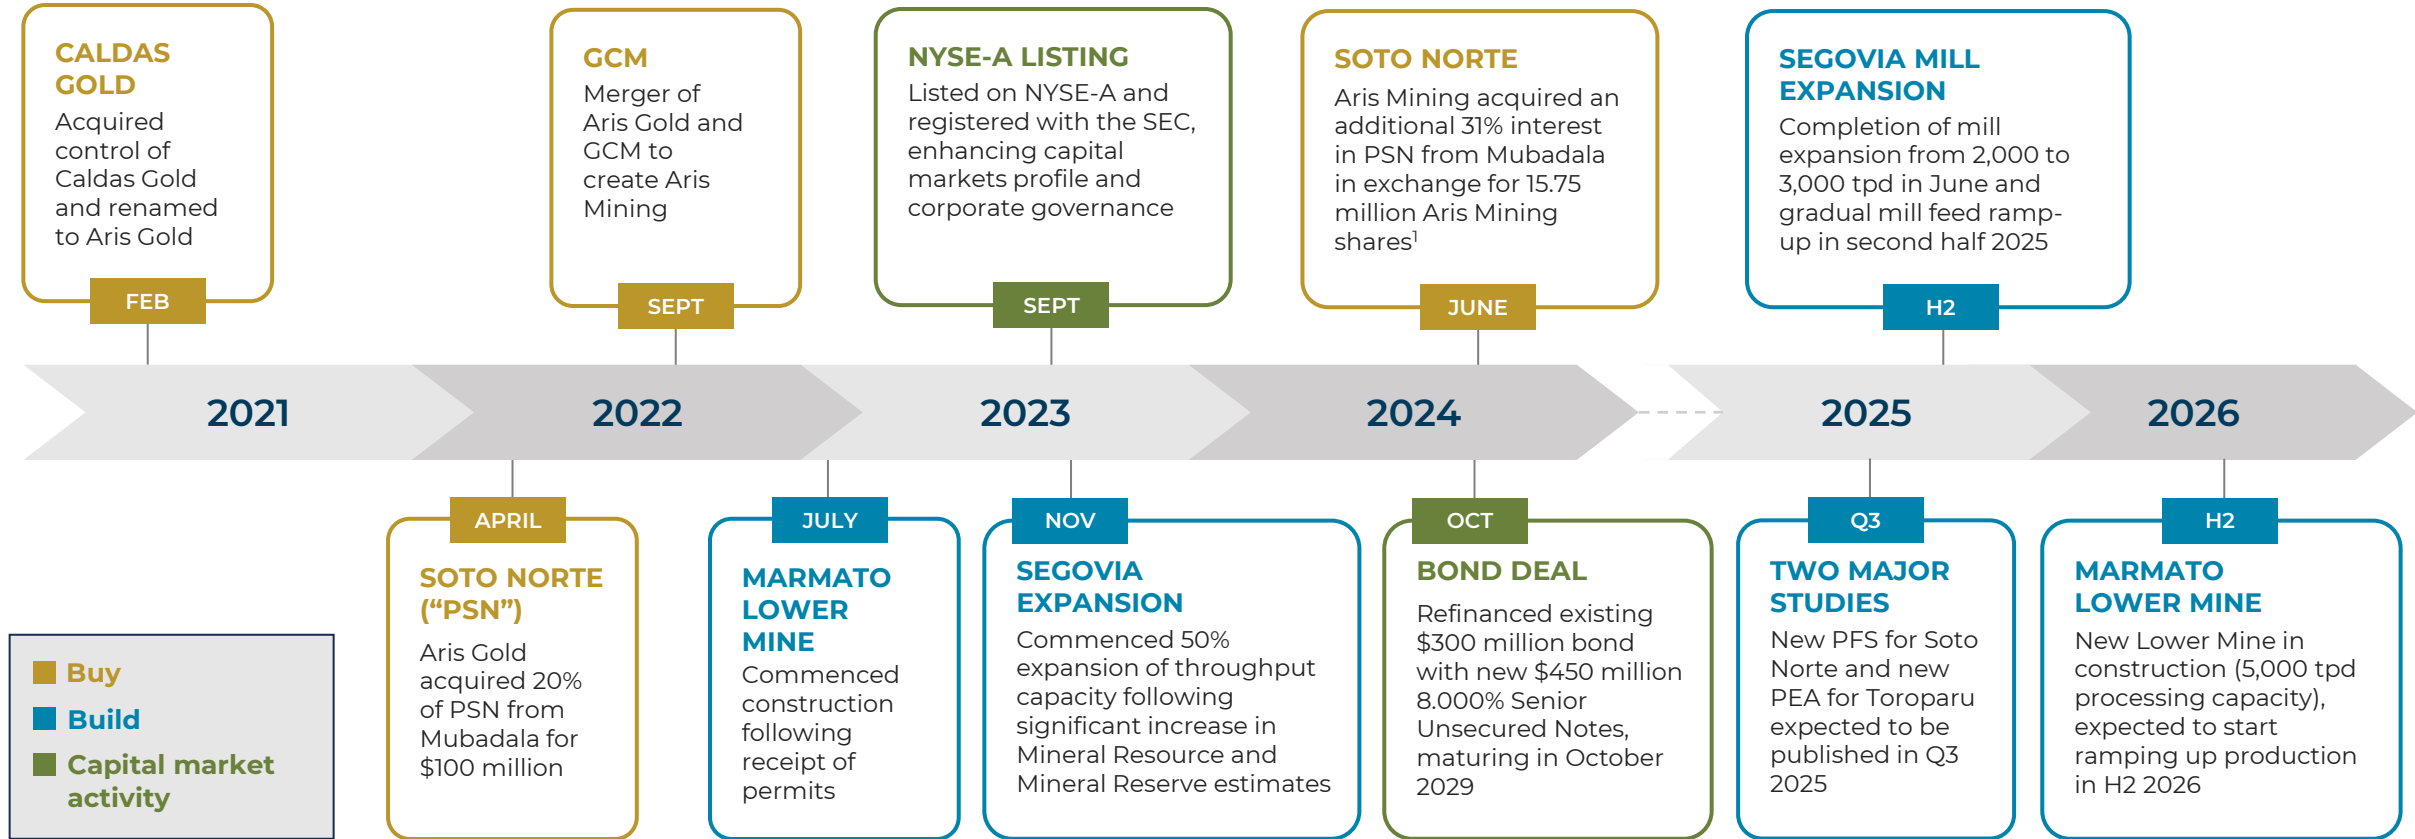 CALDAS
GOLD
Acquired
control of
Caldas Gold
and renamed
to Aris Gold
FEB
GCM
Merger of
Aris Gold and
GCM to
create Aris
Mining
SEPT
NYSE-A LISTING
Listed on NYSE-A and
registered with the SEC,
enhancing capital
markets profile and
corporate governance
SEPT
SOTO NORTE
Aris Mining acquired an
additional 31% interest
in PSN from Mubadala
in exchange for 15.75
million Aris Mining
shares¹
JUNE
SEGOVIA MILL
EXPANSION
Completion of mill
expansion from 2,000 to
3,000 tpd in June and
gradual mill feed ramp-
up in second half 2025
H2
2021
2022
2023
2024
2025
2026
APRIL
SOTO NORTE
(“PSN”)
Aris Gold
acquired 20%
of PSN from
Mubadala for
$100 million
JULY
MARMATO
LOWER
MINE
Commenced
construction
following
receipt of
permits
NOV
SEGOVIA
EXPANSION
Commenced 50%
expansion of throughput
capacity following
significant increase in
Mineral Resource and
Mineral Reserve estimates
OCT
BOND DEAL
Refinanced existing
$300 million bond
with new $450 million
8.000% Senior
Unsecured Notes,
maturing in October
2029
Q3
TWO MAJOR
STUDIES
New PFS for Soto
Norte and new
PEA for Toroparu
expected to be
published in Q3
2025
H2
MARMATO
LOWER MINE
New Lower Mine in
construction (5,000 tpd
processing capacity),
expected to start
ramping up production
in H2 2026
Buy
Build
Capital market
activity